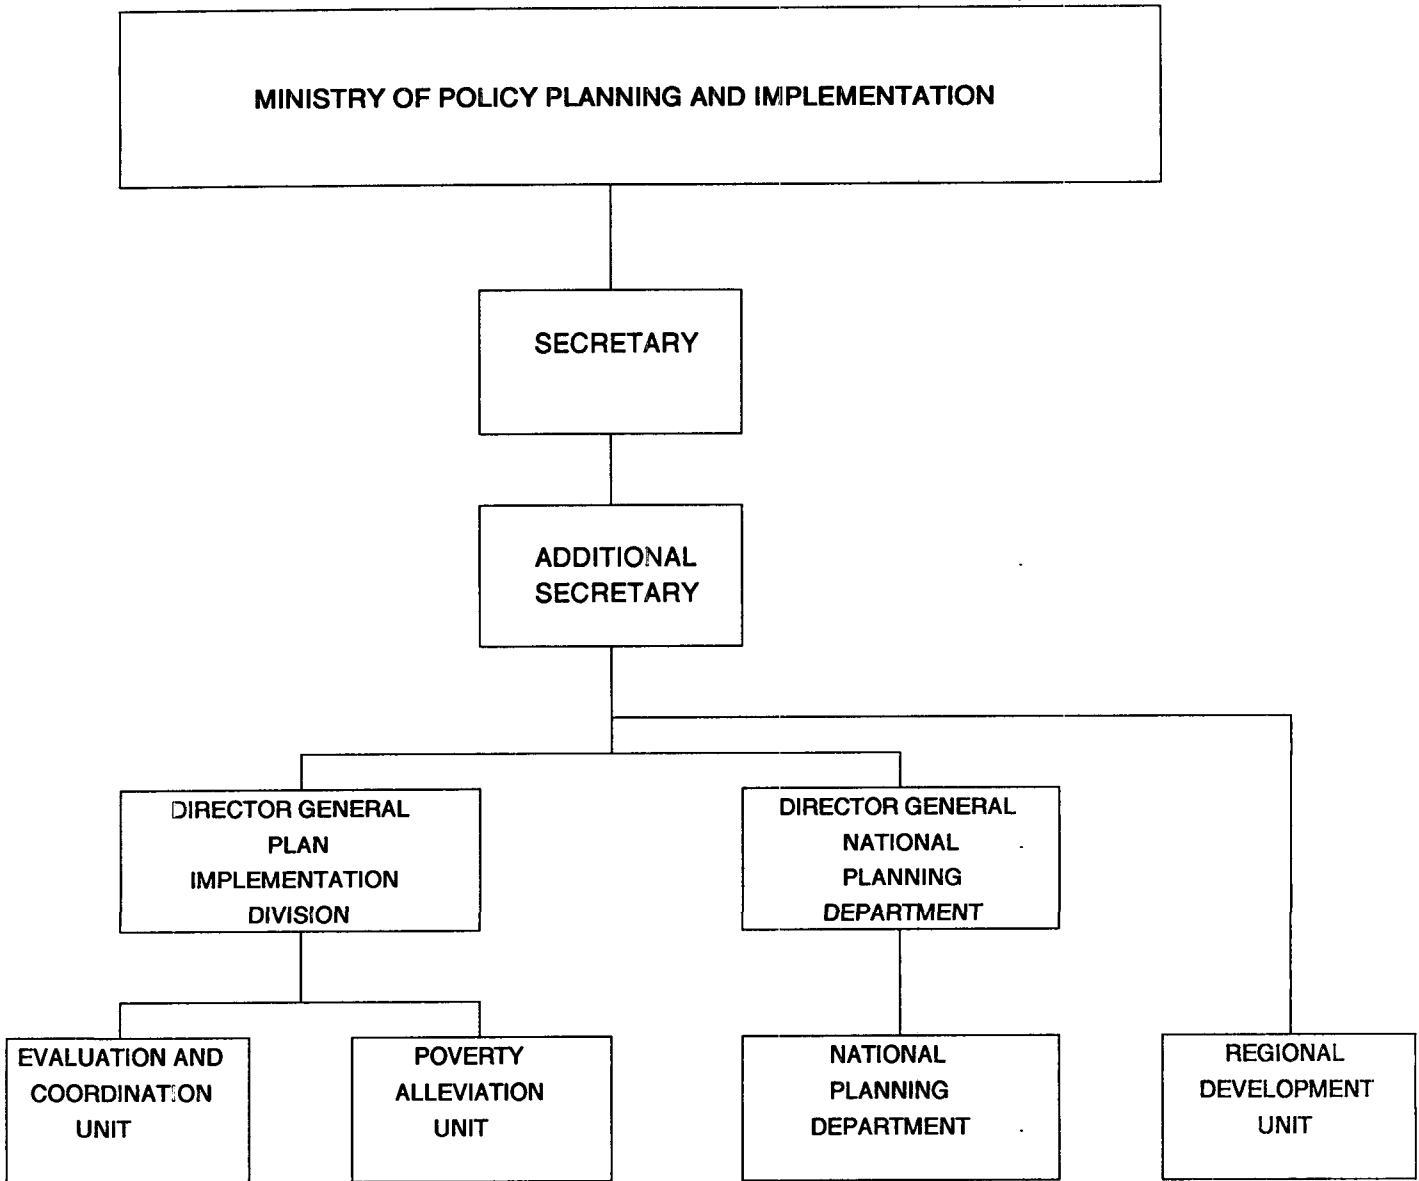 MINISTRY OF POLICY PLANNING AND IMPLEMENTATION
SECRETARY
ADDITIONAL
SECRETARY
DIRECTOR GENERAL
PLAN
IMPLEMENTATION
DIVISION
DIRECTOR GENERAL
NATIONAL
PLANNING
DEPARTMENT
EVALUATION AND
COORDINATION
UNIT
POVERTY
ALLEVIATION
UNIT
NATIONAL
PLANNING
DEPARTMENT
REGIONAL
DEVELOPMENT
UNIT